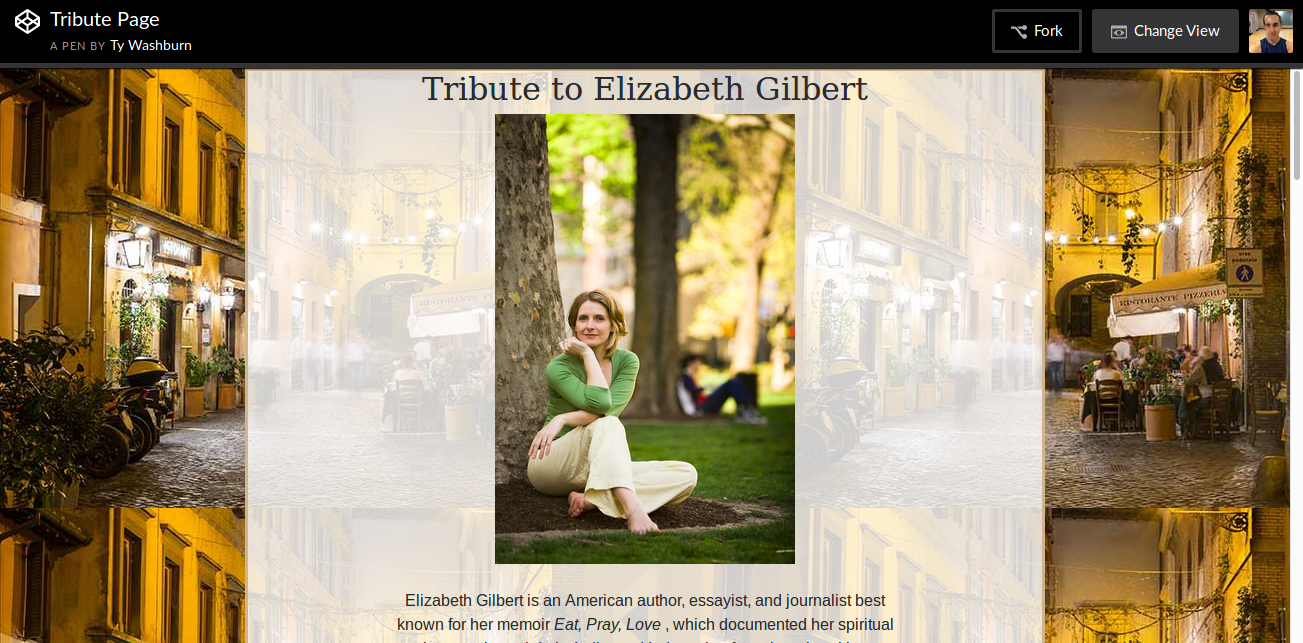 Tribute Page
A PEN BY Ty Washburn
Fork
Change View
Tribute to Elizabeth Gilbert
RISTORANTE PIZZERIA
Elizabeth Gilbert is an American author, essayist, and journalist best
known for her memoir Eat, Pray, Love , which documented her spiritual